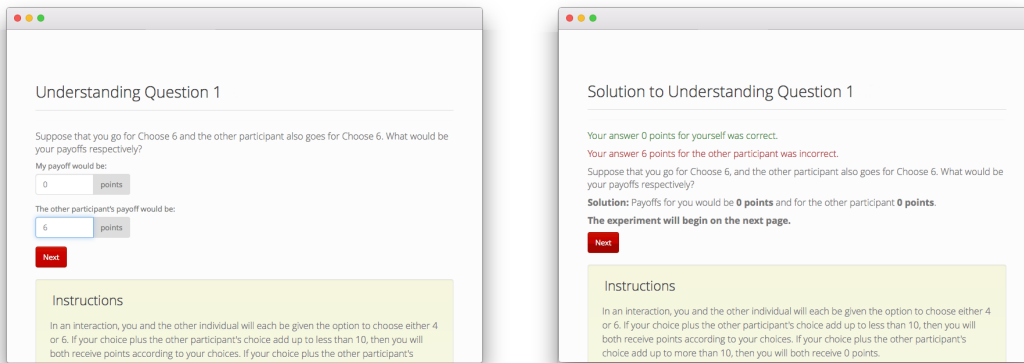 Understanding Question 1
Suppose that you go for Choose 6 and the other participant also goes for Choose 6. What would be
your payoffs respectively?
My payoff would be:
0 points
The other participant's payoff would be:
6 points
Next
Instructions
In an interaction, you and the other individual will each be given the option to choose either 4
or 6. If your choice plus the other participant's choice add up to less than 10, then you will
both receive points according to your choices. If your choice plus the other participant's
Solution to Understanding Question 1
Your answer 0 points for yourself was correct.
Your answer 6 points for the other participant was incorrect.
Suppose that you go for Choose 6, and the other participant also goes for Choose 6. What would be
your payoffs respectively?
Solution: Payoffs for you would be 0 points and for the other participant 0 points.
The experiment will begin on the next page.
Next
Instructions
In an interaction, you and the other individual will each be given the option to choose either 4
or 6. If your choice plus the other participant's choice add up to less than 10, then you will
both receive points according to your choices. If your choice plus the other participant's
choice add up to more than 10, then you will both receive 0 points.